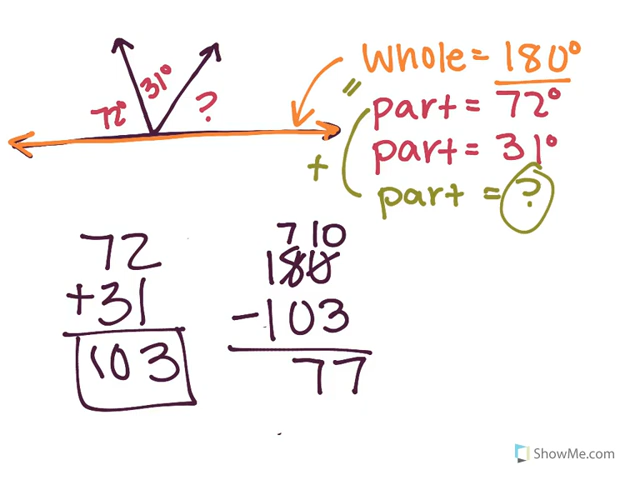 72° 31° ?
Whole = 180°
" part = 72°
part = 31°
+ part = ?
72
+31
103
7 10
180
-103
77
ShowMe.com